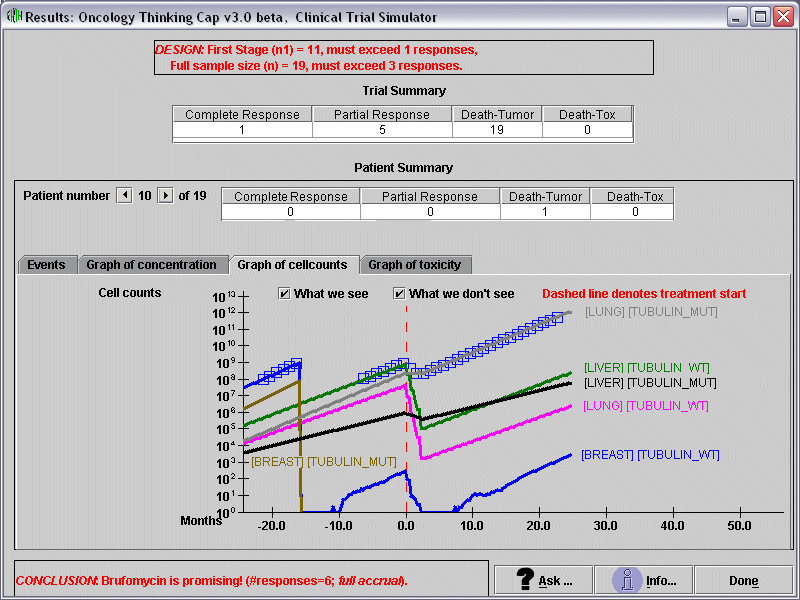 Results: Oncology Thinking Cap v3.0 beta, Clinical Trial Simulator
DESIGN: First Stage (n1) = 11, must exceed 1 responses,
Full sample size (n) = 19, must exceed 3 responses.
Trial Summary
Complete Response Partial Response Death-Tumor Death-Tox
1 5 19 0
Patient Summary
Patient number 10 of 19
Complete Response Partial Response Death-Tumor Death-Tox
0 0 1 0
Events Graph of concentration Graph of cellcounts Graph of toxicity
Cell counts
What we see What we don't see Dashed line denotes treatment start
10^13
10^12 [LUNG] [TUBULIN_MUT]
10^11
10^10
10^9 [LIVER] [TUBULIN_WT]
10^8 [LIVER] [TUBULIN_MUT]
10^7
10^6 [LUNG] [TUBULIN_WT]
10^5
10^4
10^3 [BREAST] [TUBULIN_MUT] [BREAST] [TUBULIN_WT]
10^2
10^1
10^0
Months -20.0 -10.0 0.0 10.0 20.0 30.0 40.0 50.0
CONCLUSION: Brufomycin is promising! (#responses=6; full accrual).
Ask ... Info... Done